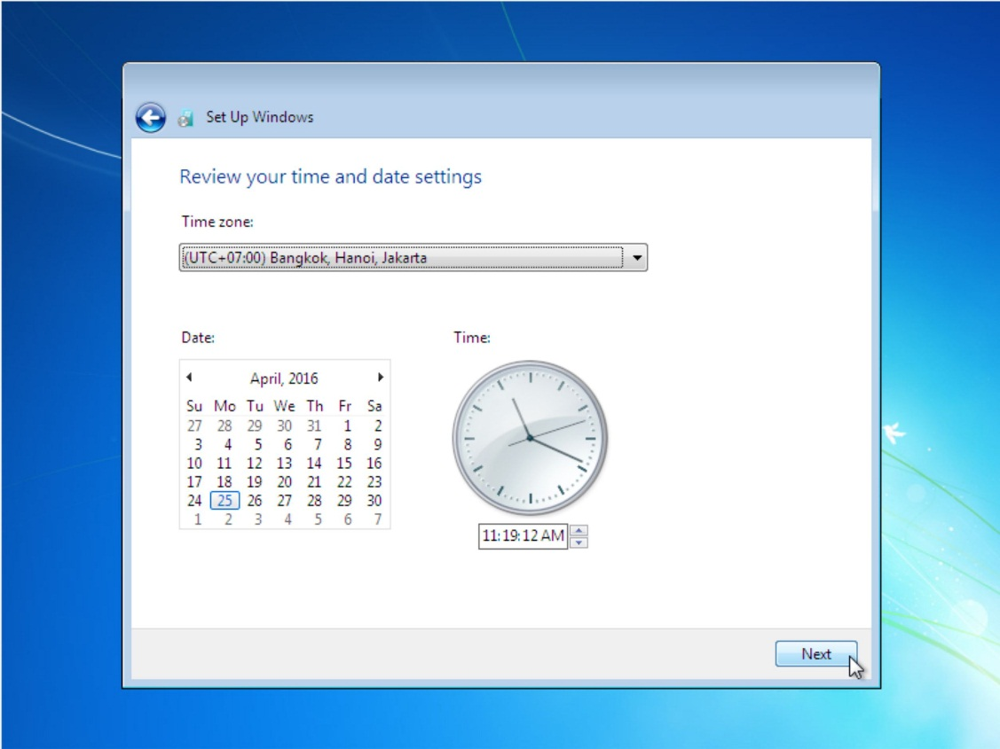 Set Up Windows
Review your time and date settings
Time zone:
(UTC+07:00) Bangkok, Hanoi, Jakarta
Date:
Time:
April, 2016
Su Mo Tu We Th Fr Sa
27 28 29 30 31 1 2
3 4 5 6 7 8 9
10 11 12 13 14 15 16
17 18 19 20 21 22 23
24 25 26 27 28 29 30
1 2 3 4 5 6 7
11:19:12 AM
Next